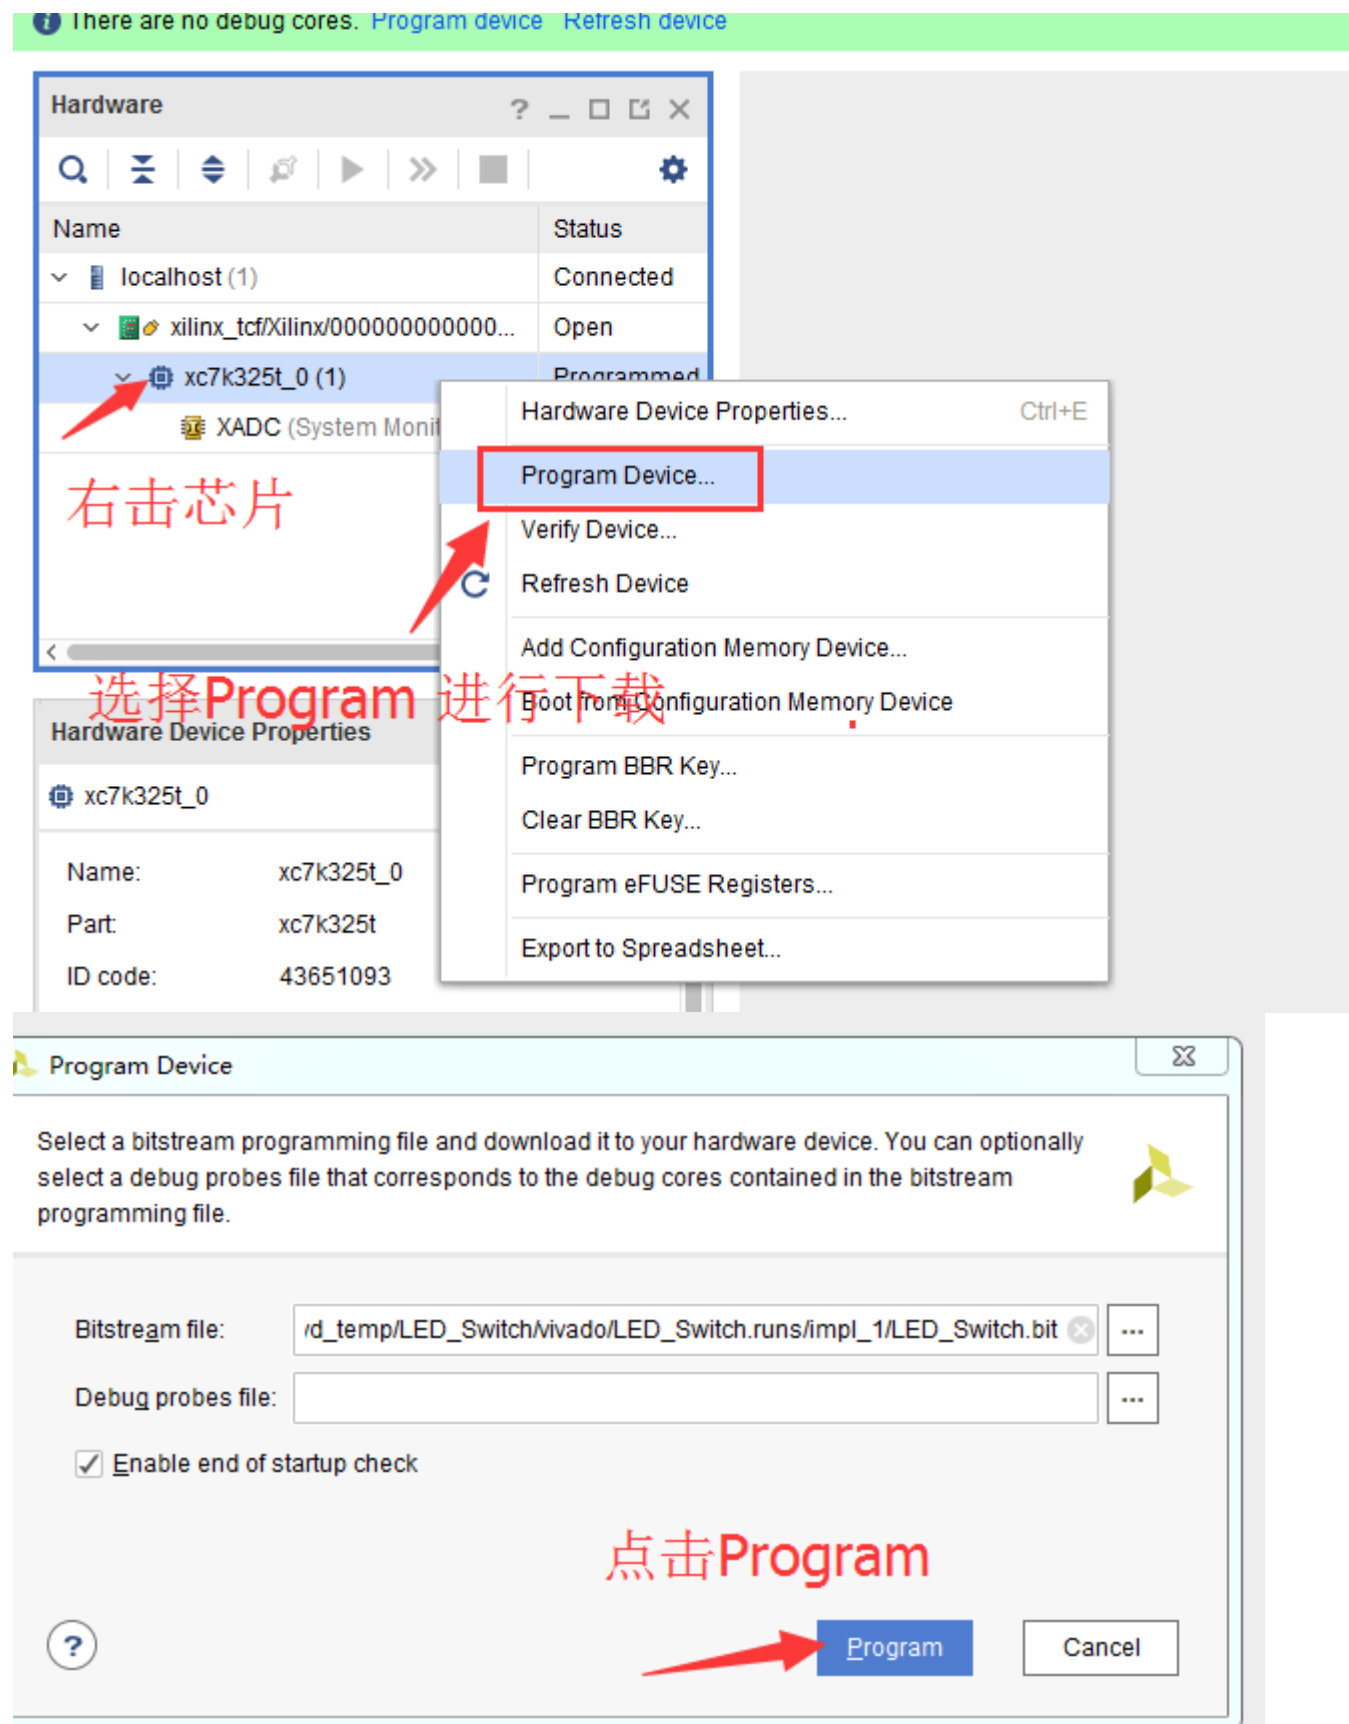 There are no debug cores. Program device Refresh device
Hardware
Name Status
localhost (1) Connected
xilinx_tcf/Xilinx/000000000000... Open
xc7k325t_0 (1) Programmed
XADC (System Monit
右击芯片
Hardware Device Properties... Ctrl+E
Program Device...
Verify Device...
Refresh Device
Add Configuration Memory Device...
Boot from Configuration Memory Device
Program BBR Key...
Clear BBR Key...
Program eFUSE Registers...
Export to Spreadsheet...
选择Program 进行下载
Hardware Device Properties
xc7k325t_0
Name: xc7k325t_0
Part: xc7k325t
ID code: 43651093
Program Device
Select a bitstream programming file and download it to your hardware device. You can optionally
select a debug probes file that corresponds to the debug cores contained in the bitstream
programming file.
Bitstream file: /d_temp/LED_Switch/vivado/LED_Switch.runs/impl_1/LED_Switch.bit ...
Debug probes file: ...
Enable end of startup check
点击Program
? Program Cancel